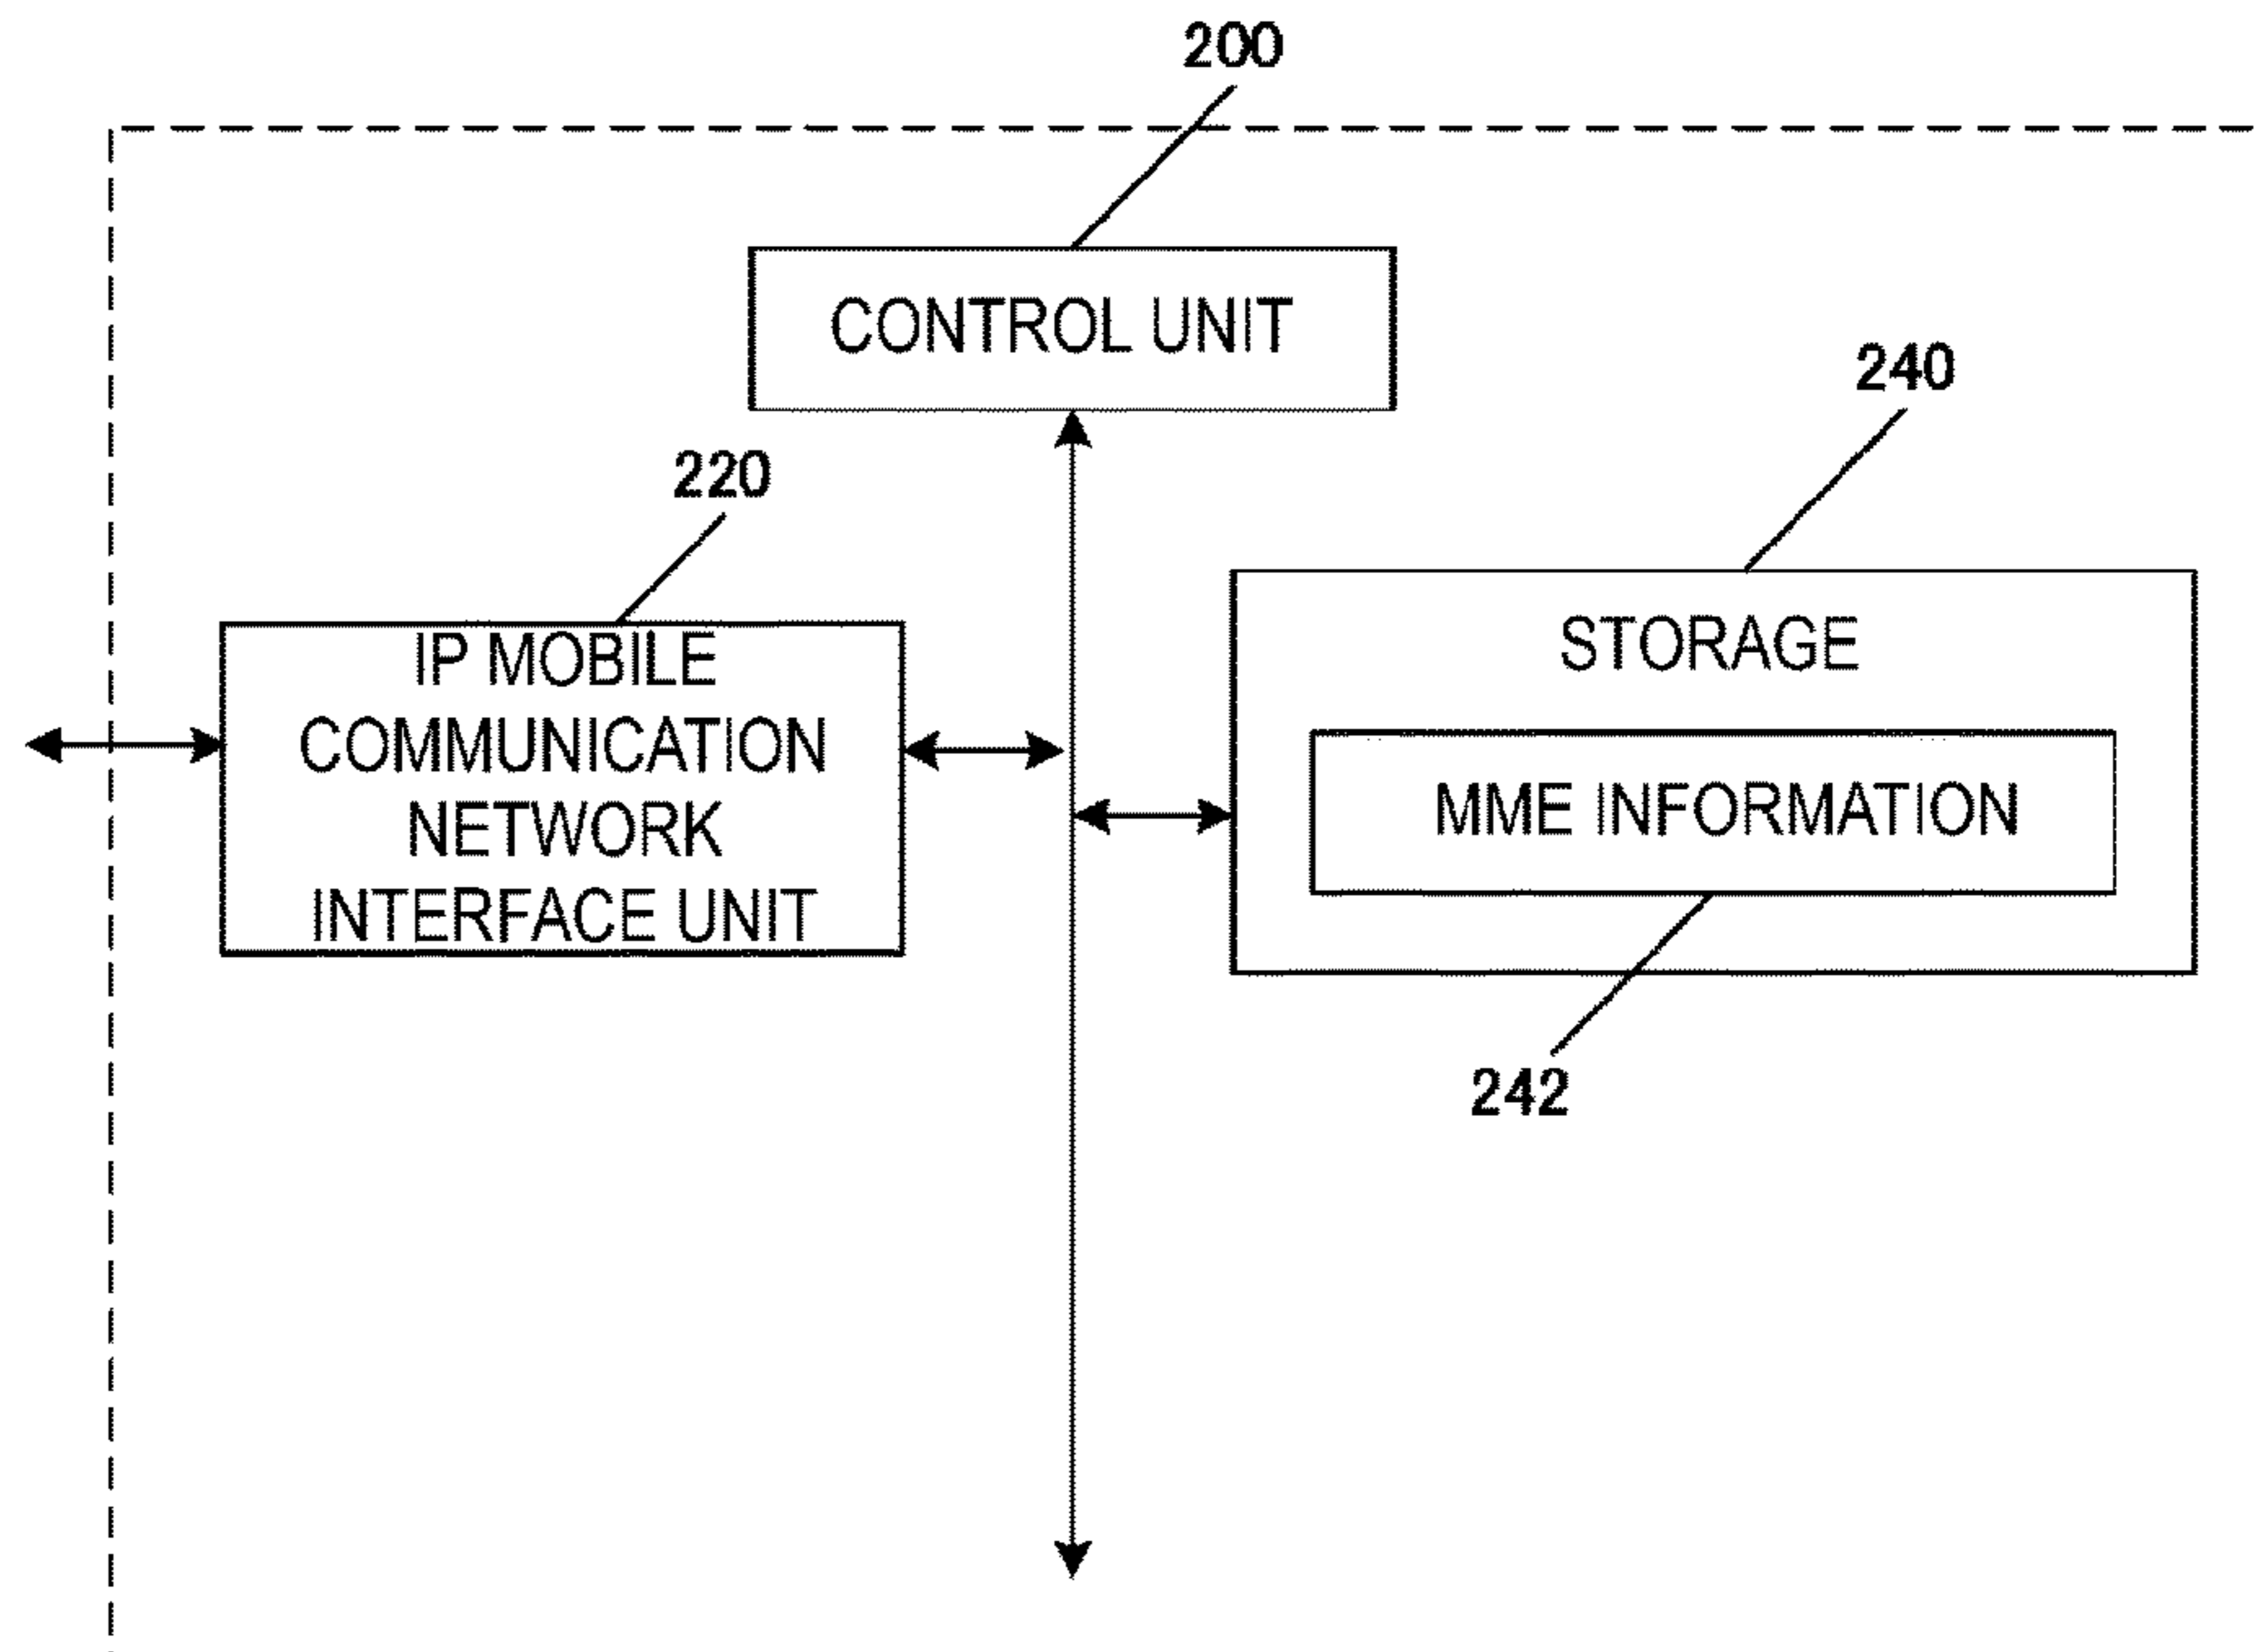 200
CONTROL UNIT
240
220
STORAGE
IP MOBILE
COMMUNICATION
NETWORK
INTERFACE UNIT
MME INFORMATION
242